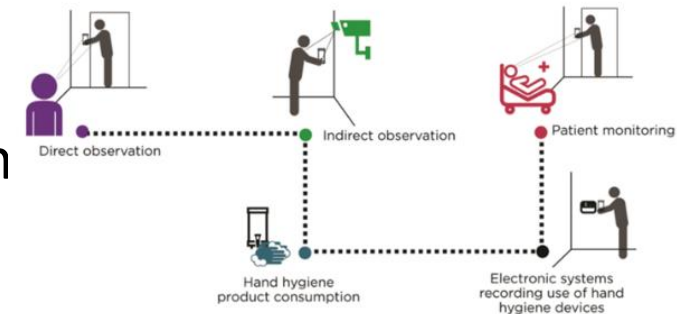 Direct observation
Indirect observation
Patient monitoring
Hand hygiene
product consumption
Electronic systems
recording use of hand
hygiene devices